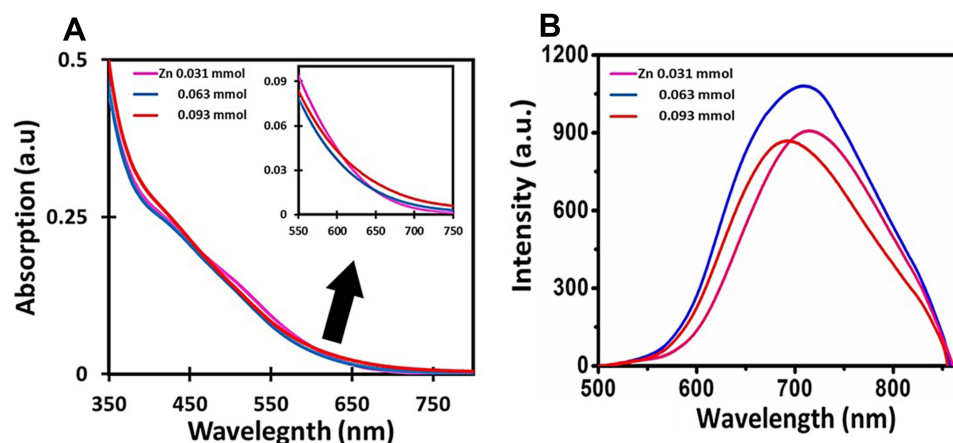 A
Absorption (a.u)
0.5
0.25
0
Zn 0.031 mmol
0.063 mmol
0.093 mmol
0.09
0.06
0.03
0
550 600 650 700 750
350 450 550 650 750
Wavelegnth (nm)
B
Intensity (a.u.)
1200
900
600
300
0
Zn 0.031 mmol
0.063 mmol
0.093 mmol
500 600 700 800
Wavelength (nm)